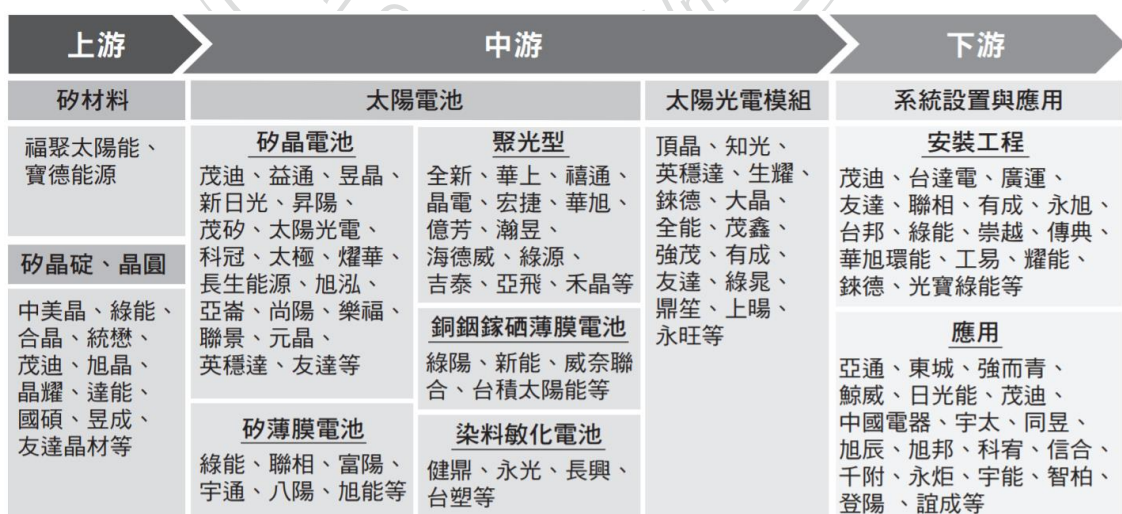 上游
中游
下游
矽材料
太陽電池
太陽光電模組
系統設置與應用
福聚太陽能、
寶德能源
矽晶碇、晶圓
中美晶、綠能、
合晶、統懋、
茂迪、旭晶、
晶耀、達能、
國碩、昱成、
友達晶材等
矽晶電池
茂迪、益通、昱晶、
新日光、昇陽、
茂矽、太陽光電、
科冠、太極、燿華、
長生能源、旭泓、
亞崙、尚陽、樂福、
聯景、元晶、
英穩達、友達等
矽薄膜電池
綠能、聯相、富陽、
宇通、八陽、旭能等
聚光型
全新、華上、禧通、
晶電、宏捷、華旭、
億芳、瀚昱、
海德威、綠源、
吉泰、亞飛、禾晶等
銅銦鎵硒薄膜電池
綠陽、新能、威奈聯
合、台積太陽能等
染料敏化電池
健鼎、永光、長興、
台塑等
頂晶、知光、
英穩達、生耀、
錸德、大晶、
全能、茂鑫、
強茂、有成、
友達、綠晁、
鼎笙、上暘、
永旺等
安裝工程
茂迪、台達電、廣運、
友達、聯相、有成、永旭、
台邦、綠能、崇越、傳典、
華旭環能、工易、耀能、
錸德、光寶綠能等
應用
亞通、東城、強而青、
鯨威、日光能、茂迪、
中國電器、宇太、同昱、
旭辰、旭邦、科宥、信合、
千附、永炬、宇能、智柏、
登陽 、誼成等